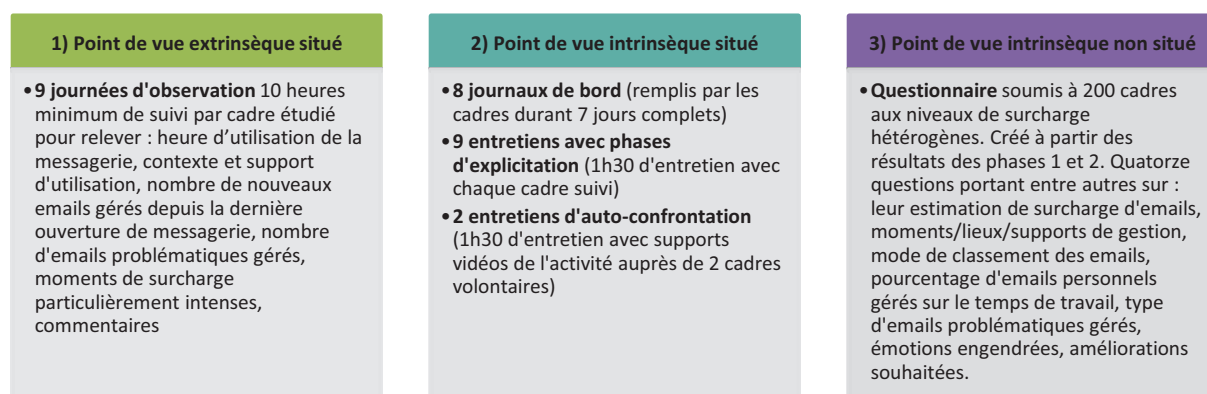 1) Point de vue extrinsèque situé
•9 journées d'observation 10 heures
minimum de suivi par cadre étudié
pour relever : heure d’utilisation de la
messagerie, contexte et support
d'utilisation, nombre de nouveaux
emails gérés depuis la dernière
ouverture de messagerie, nombre
d'emails problématiques gérés,
moments de surcharge
particulièrement intenses,
commentaires
2) Point de vue intrinsèque situé
•8 journaux de bord (remplis par les
cadres durant 7 jours complets)
•9 entretiens avec phases
d'explicitation (1h30 d'entretien avec
chaque cadre suivi)
•2 entretiens d'auto-confrontation
(1h30 d'entretien avec supports
vidéos de l'activité auprès de 2 cadres
volontaires)
3) Point de vue intrinsèque non situé
•Questionnaire soumis à 200 cadres
aux niveaux de surcharge
hétérogènes. Créé à partir des
résultats des phases 1 et 2. Quatorze
questions portant entre autres sur :
leur estimation de surcharge d'emails,
moments/lieux/supports de gestion,
mode de classement des emails,
pourcentage d'emails personnels
gérés sur le temps de travail, type
d'emails problématiques gérés,
émotions engendrées, améliorations
souhaitées.